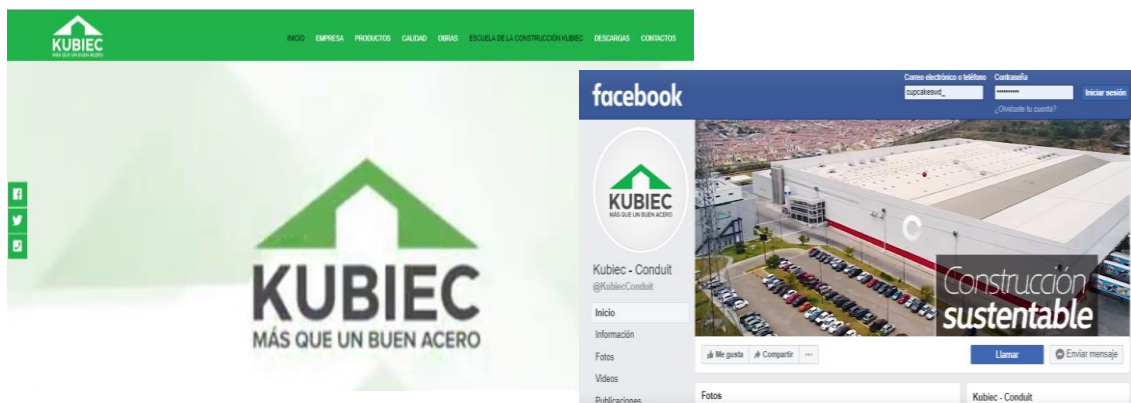 KUBIEC
MÁS QUE UN BUEN ACERO
INICIO EMPRESA PRODUCTOS CALIDAD OBRAS ESCUELA DE LA CONSTRUCCIÓN KUBIEC DESCARGAS CONTACTOS
KUBIEC
MÁS QUE UN BUEN ACERO
facebook
Correo electrónico o teléfono Contraseña
cupcakeswd_ Iniciar sesión
¿Olvidaste tu cuenta?
KUBIEC
MÁS QUE UN BUEN ACERO
Kubiec - Conduit
@KubiecConduit
Inicio
Información
Fotos
Videos
Publicaciones
Construcción
sustentable
Me gusta Compartir ... Llamar Enviar mensaje
Fotos Kubiec - Conduit